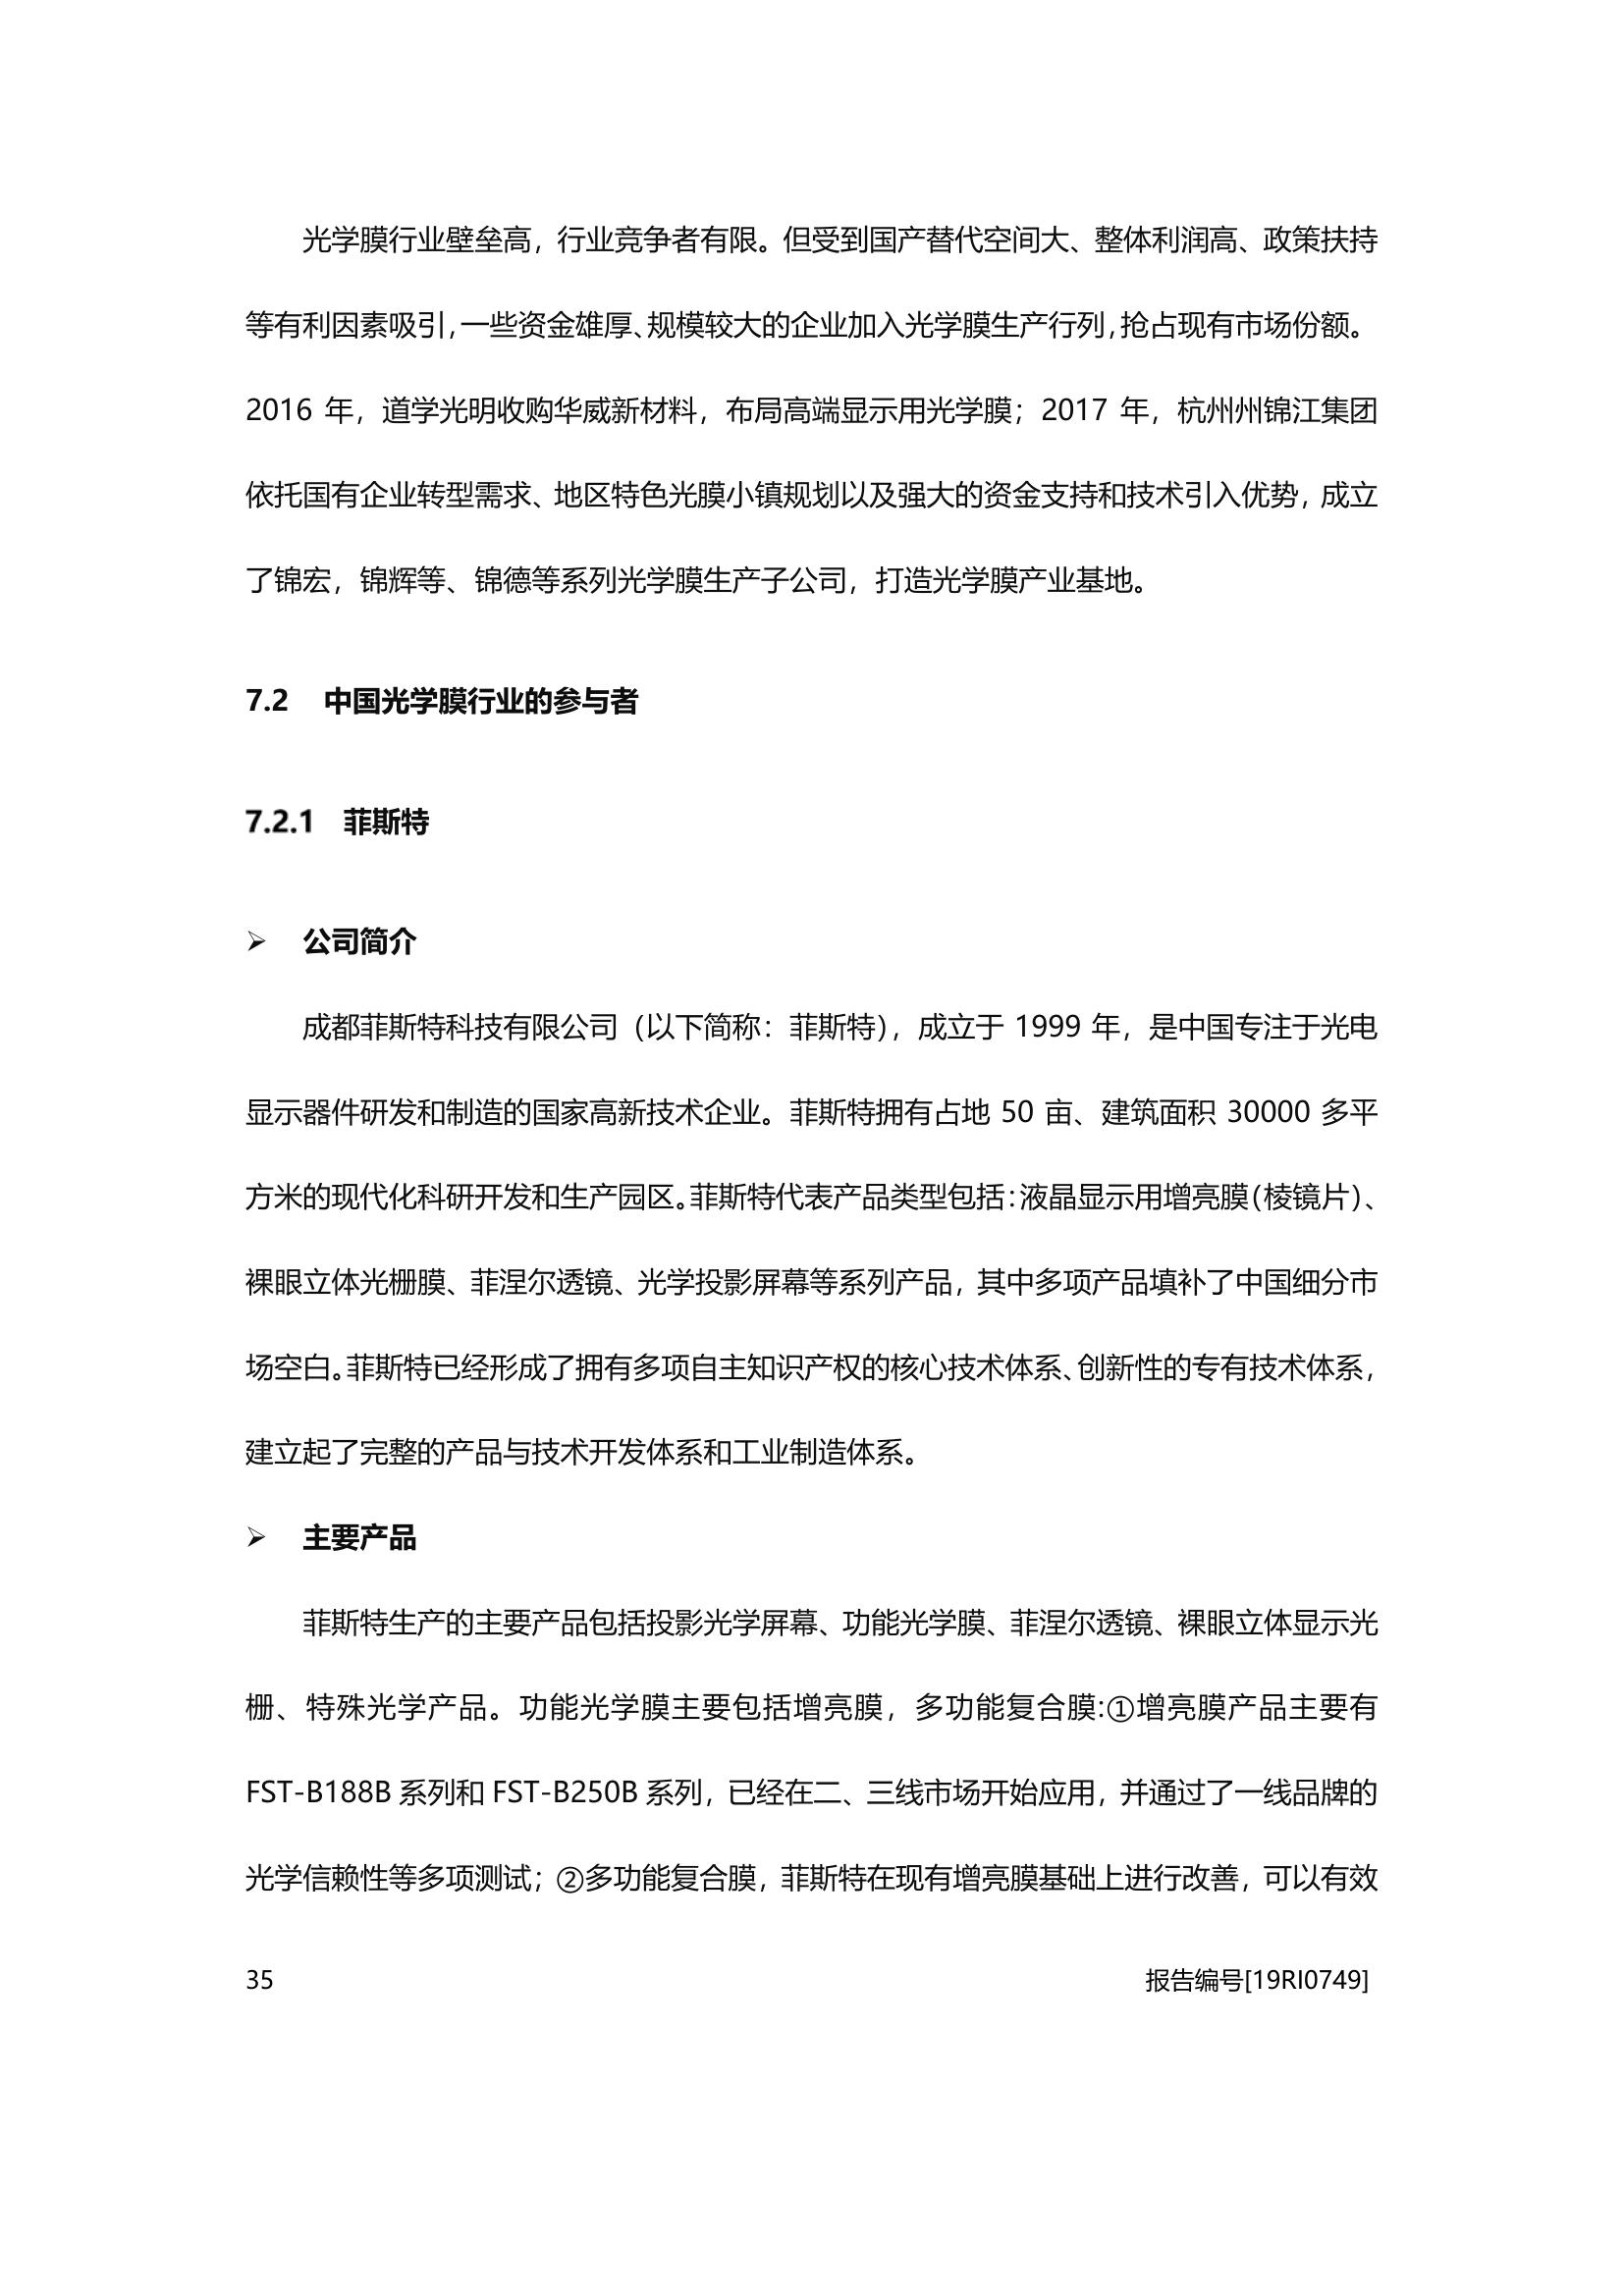 光学膜行业壁垒高，行业竞争者有限。但受到国产替代空间大、整体利润高、政策扶持
等有利因素吸引，一些资金雄厚、规模较大的企业加入光学膜生产行列，抢占现有市场份额。
2016 年，道学光明收购华威新材料，布局高端显示用光学膜；2017 年，杭州州锦江集团
依托国有企业转型需求、地区特色光膜小镇规划以及强大的资金支持和技术引入优势，成立
了锦宏，锦辉等、锦德等系列光学膜生产子公司，打造光学膜产业基地。
7.2 中国光学膜行业的参与者
7.2.1 菲斯特
➢ 公司简介
成都菲斯特科技有限公司（以下简称：菲斯特），成立于 1999 年，是中国专注于光电
显示器件研发和制造的国家高新技术企业。菲斯特拥有占地 50 亩、建筑面积 30000 多平
方米的现代化科研开发和生产园区。菲斯特代表产品类型包括：液晶显示用增亮膜（棱镜片）、
裸眼立体光栅膜、菲涅尔透镜、光学投影屏幕等系列产品，其中多项产品填补了中国细分市
场空白。菲斯特已经形成了拥有多项自主知识产权的核心技术体系、创新性的专有技术体系，
建立起了完整的产品与技术开发体系和工业制造体系。
➢ 主要产品
菲斯特生产的主要产品包括投影光学屏幕、功能光学膜、菲涅尔透镜、裸眼立体显示光
栅、特殊光学产品。功能光学膜主要包括增亮膜，多功能复合膜:①增亮膜产品主要有
FST-B188B 系列和 FST-B250B 系列，已经在二、三线市场开始应用，并通过了一线品牌的
光学信赖性等多项测试；②多功能复合膜，菲斯特在现有增亮膜基础上进行改善，可以有效
35 报告编号[19RI0749]